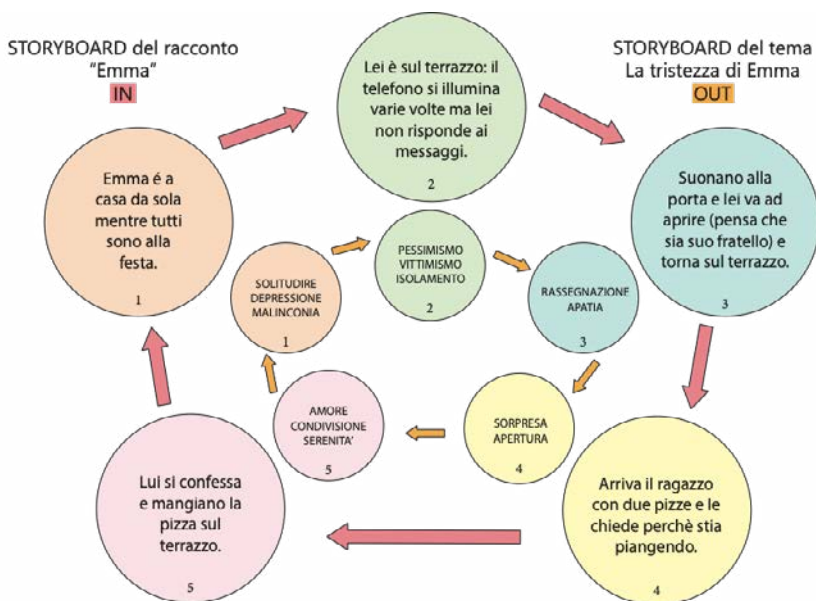 STORYBOARD del racconto
“Emma”
IN
STORYBOARD del tema
La tristezza di Emma
OUT
Emma é a
casa da sola
mentre tutti
sono alla
festa.
1
Lei è sul terrazzo: il
telefono si illumina
varie volte ma lei
non risponde ai
messaggi.
2
Suonano alla
porta e lei va ad
aprire (pensa che
sia suo fratello) e
torna sul terrazzo.
3
Arriva il ragazzo
con due pizze e le
chiede perchè stia
piangendo.
4
Lui si confessa
e mangiano la
pizza sul
terrazzo.
5
SOLITUDIRE
DEPRESSIONE
MALINCONIA
1
PESSIMISMO
VITTIMISMO
ISOLAMENTO
2
RASSEGNAZIONE
APATIA
3
SORPRESA
APERTURA
4
AMORE
CONDIVISIONE
SERENITA’
5